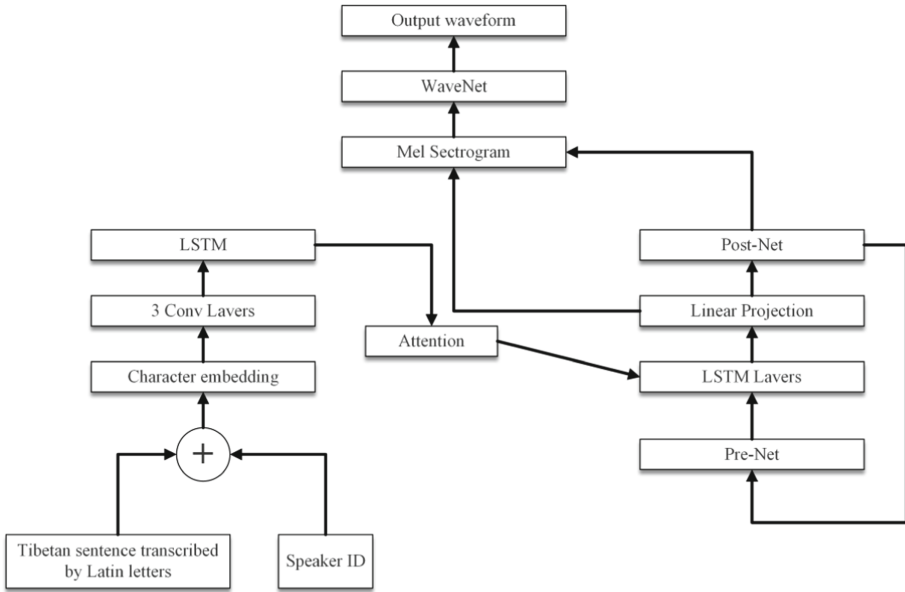 Output waveform
WaveNet
Mel Sectrogram
LSTM
Post-Net
3 Conv Lavers
Linear Projection
Attention
Character embedding
LSTM Lavers
+
Pre-Net
Tibetan sentence transcribed
by Latin letters
Speaker ID